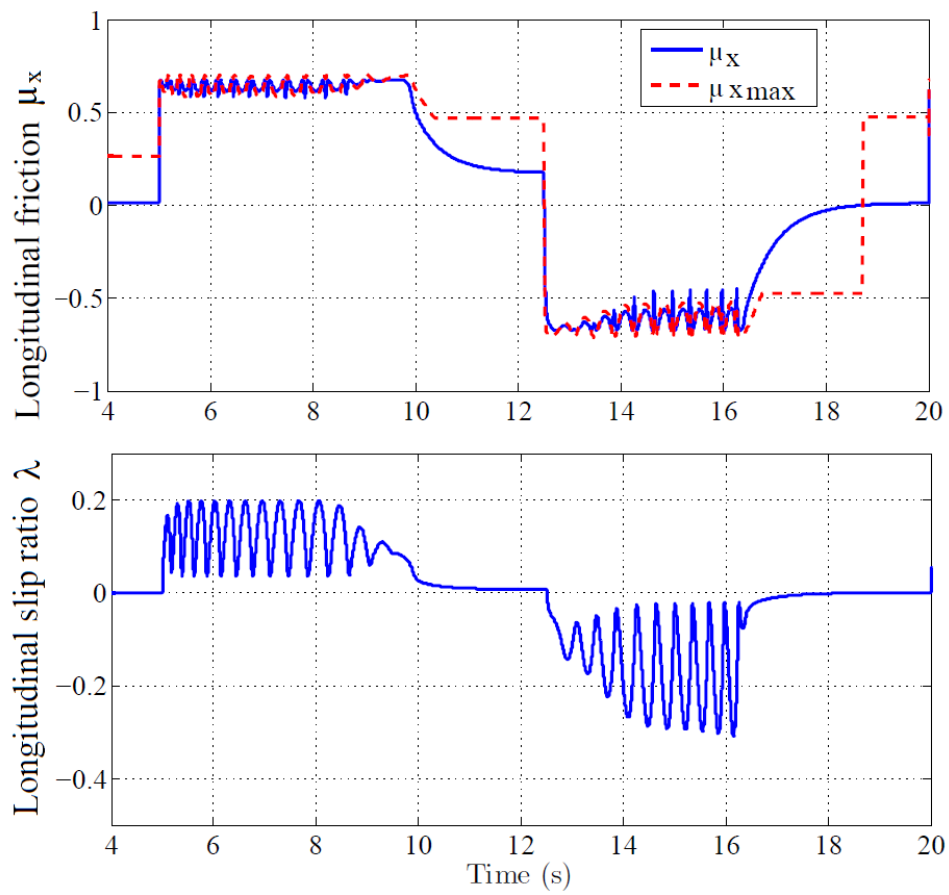 Longitudinal friction μx
1
0.5
0
−0.5
−1
μx
μ xmax
4 6 8 10 12 14 16 18 20
Longitudinal slip ratio λ
0.2
0
−0.2
−0.4
4 6 8 10 12 14 16 18 20
Time (s)